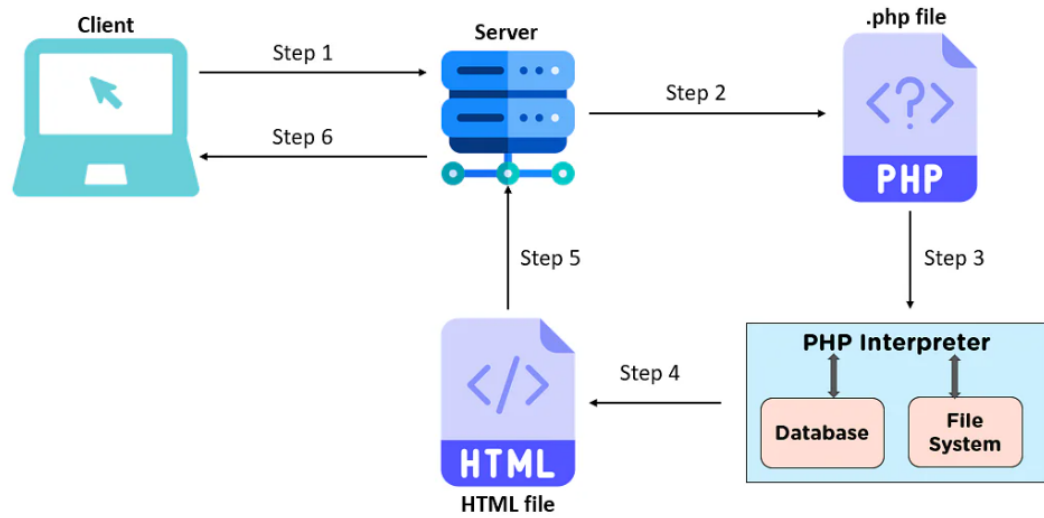 Client
Step 1
Server
Step 2
.php file
PHP
Step 6
Step 5
Step 3
PHP Interpreter
Database
File
System
Step 4
HTML
HTML file